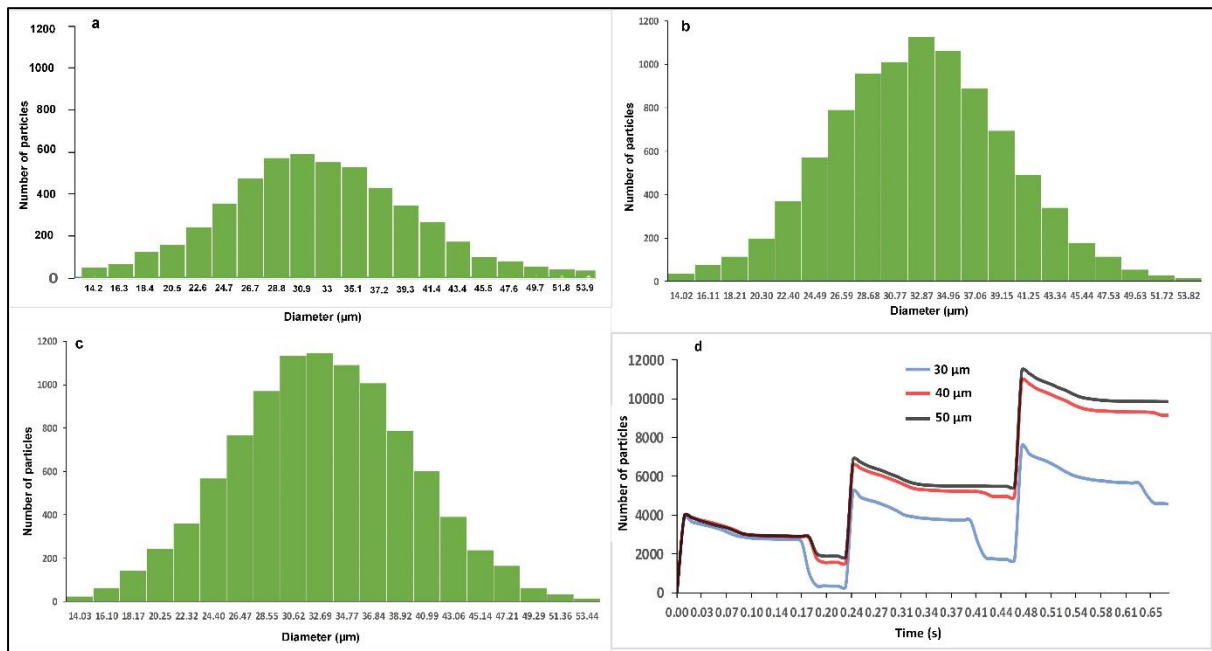 a
1200
1000
800
600
400
200
0
Number of particles
14.2 16.3 18.4 20.5 22.6 24.7 26.7 28.8 30.9 33 35.1 37.2 39.3 41.4 43.4 45.5 47.6 49.7 51.8 53.9
Diameter (µm)
b
1200
1000
800
600
400
200
0
Number of particles
14.02 16.11 18.21 20.30 22.40 24.49 26.59 28.68 30.77 32.87 34.96 37.06 39.15 41.25 43.34 45.44 47.53 49.63 51.72 53.82
Diameter (µm)
c
1200
1000
800
600
400
200
0
Number of particles
14.03 16.10 18.17 20.25 22.32 24.40 26.47 28.55 30.62 32.69 34.77 36.84 38.92 40.99 43.06 45.14 47.21 49.29 51.36 53.44
Diameter (µm)
d
12000
10000
8000
6000
4000
2000
0
Number of particles
30 µm
40 µm
50 µm
0.00 0.03 0.07 0.10 0.14 0.17 0.20 0.24 0.27 0.31 0.34 0.37 0.41 0.44 0.48 0.51 0.54 0.58 0.61 0.65
Time (s)